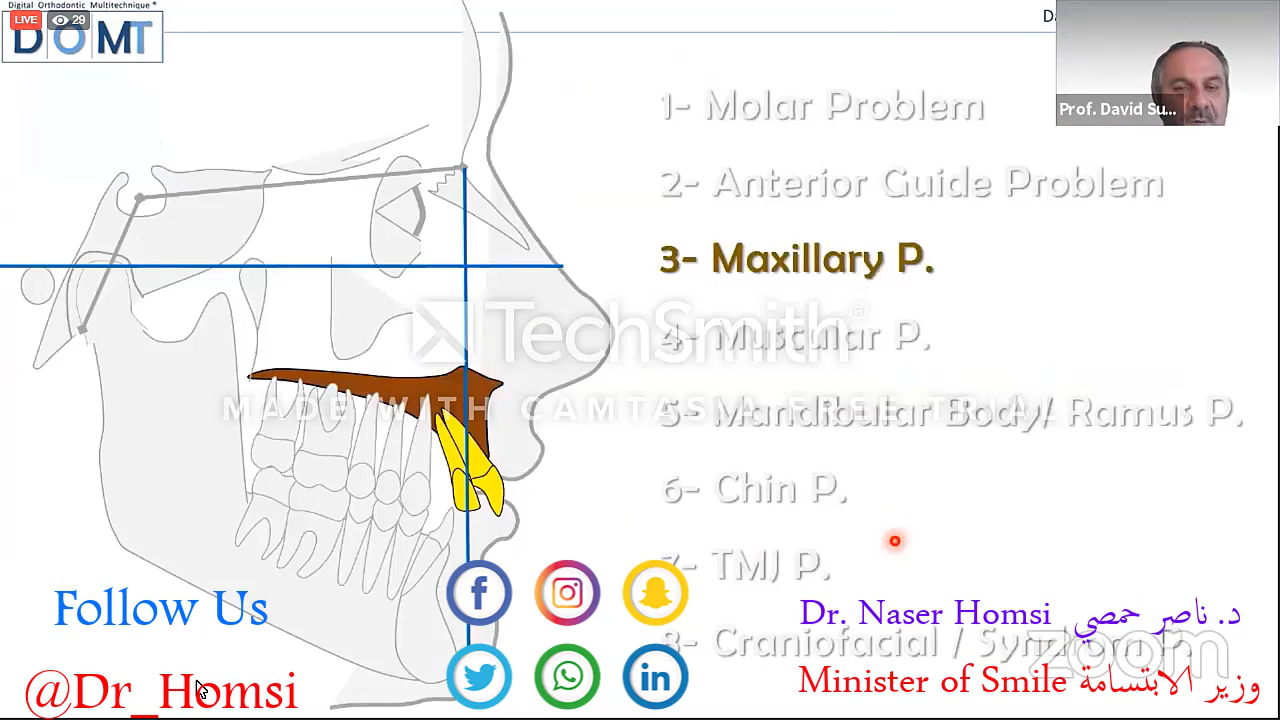 Digital Orthodontic Multitechnique®
LIVE 29
DOMT
Prof. David Su...
1- Molar Problem
2- Anterior Guide Problem
3- Maxillary P.
4- Muscular P.
TechSmith®
MADE WITH CAMTASIA FREE TRIAL
5- Mandibular Body/ Ramus P.
6- Chin P.
7- TMJ P.
Follow Us
Dr. Naser Homsi د. ناصر حمصي
8- Craniofacial / Syndrom P.
zoom
@Dr_Homsi
Minister of Smile وزير الابتسامة